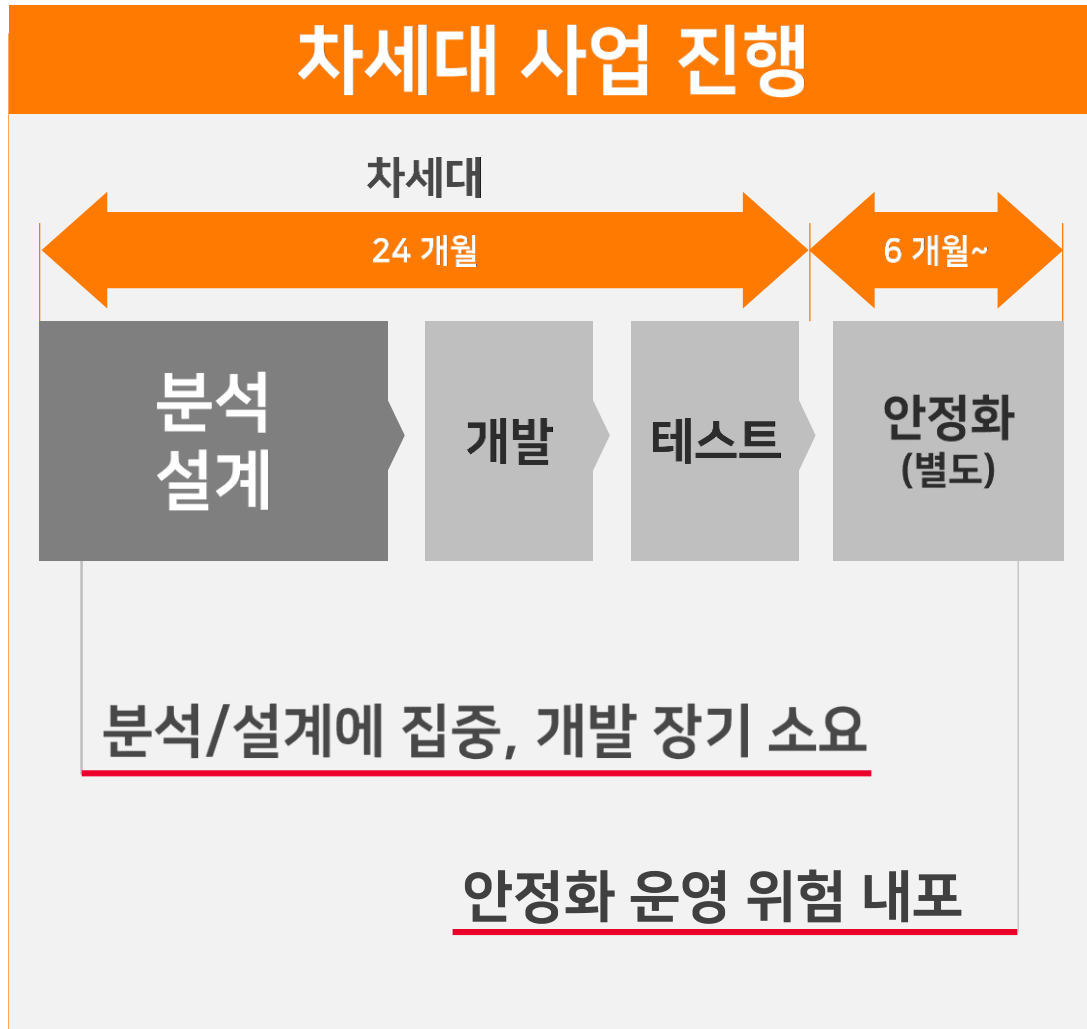 차세대 사업 진행
차세대
24 개월
6 개월~
분석
설계
개발
테스트
안정화
(별도)
분석/설계에 집중, 개발 장기 소요
안정화 운영 위험 내포